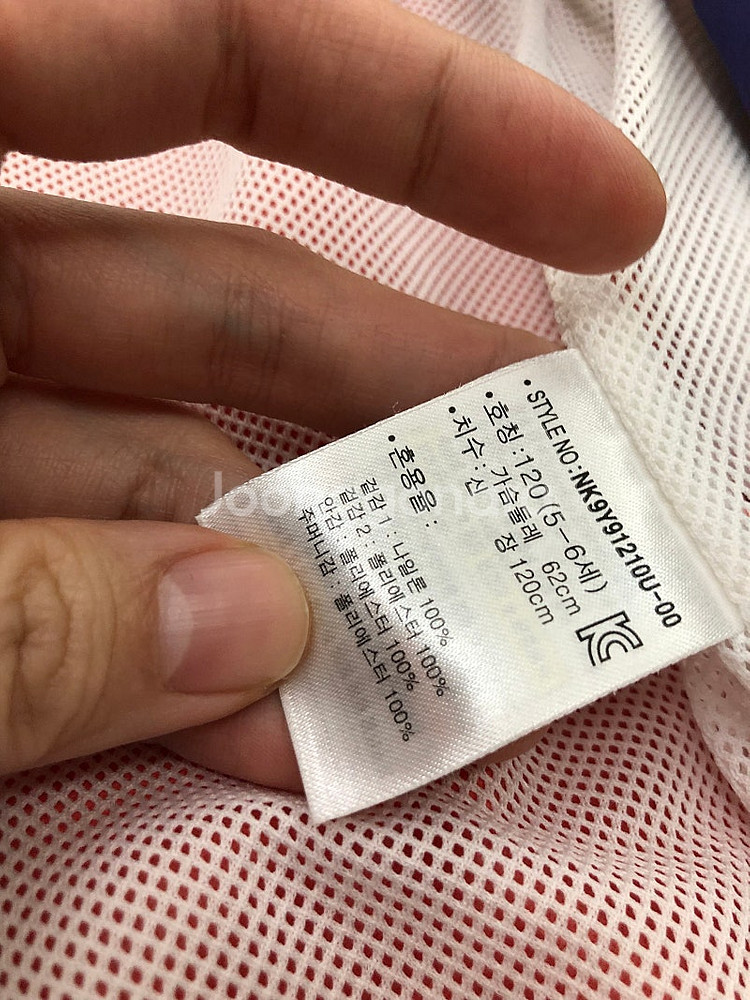 • STYLE NO : NK9Y91210U-00
• 호칭 : 120 (5-6세)
• 치수 : 가슴둘레 62cm
신 장 120cm
• 혼용율 :
겉감 1 : 나일론 100%
겉감 2 : 폴리에스터 100%
안감 : 폴리에스터 100%
주머니감 : 폴리에스터 100%